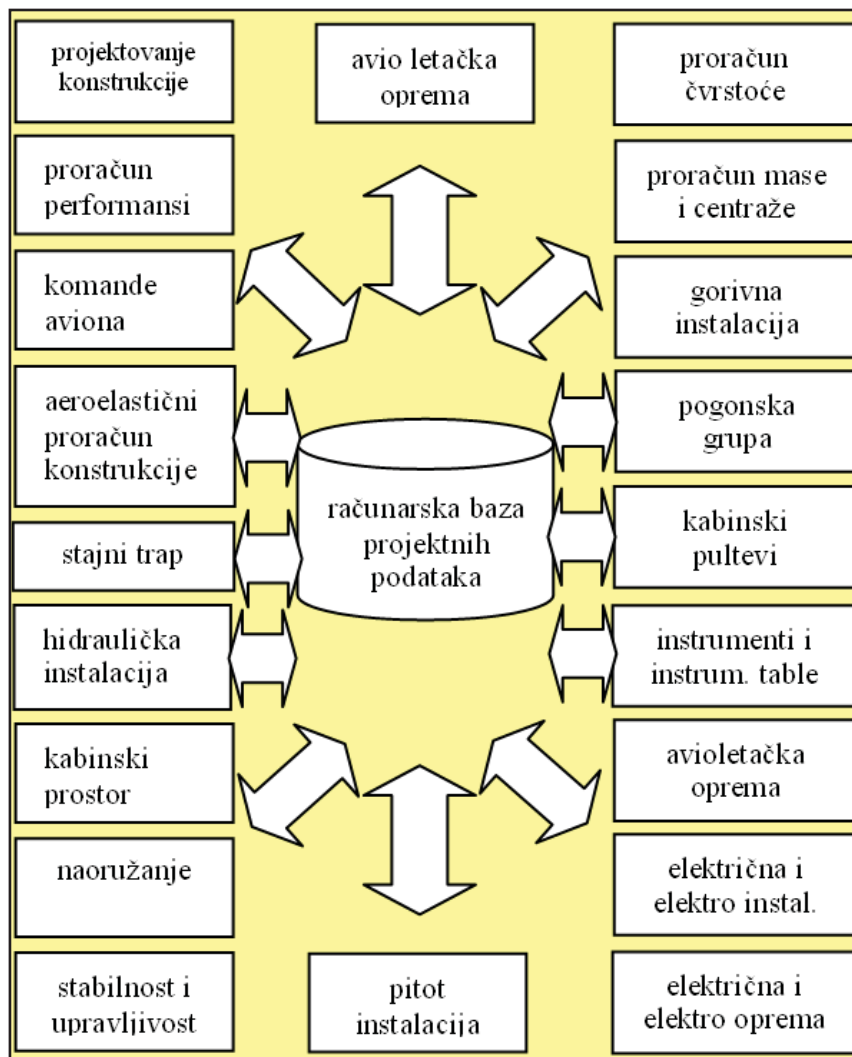 projektovanje
konstrukcije
avio letačka
oprema
proračun
čvrstoće
proračun
performansi
proračun mase
i centraže
komande
aviona
gorivna
instalacija
aeroelastični
proračun
konstrukcije
pogonska
grupa
računarska baza
projektnih
podataka
kabinski
pultevi
stajni trap
hidraulička
instalacija
instrumenti i
instrum. table
kabinski
prostor
avioletačka
oprema
naoružanje
električna i
elektro instal.
stabilnost i
upravljivost
pitot
instalacija
električna i
elektro oprema